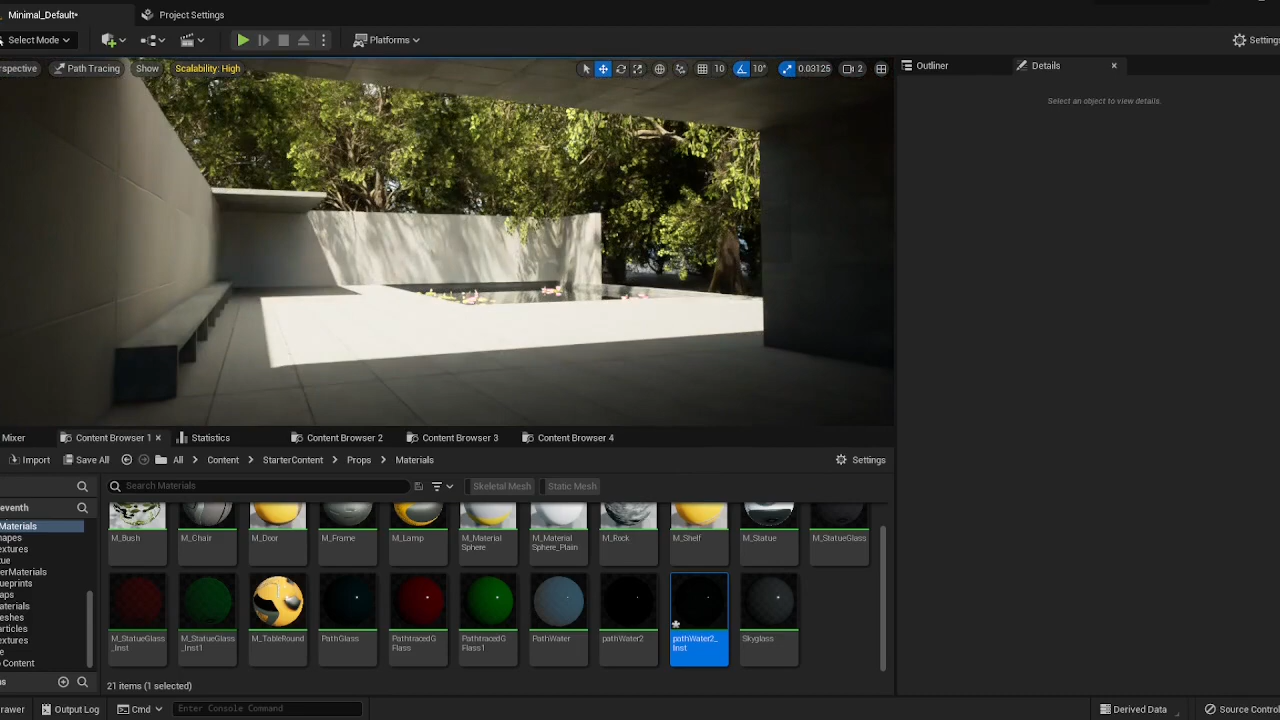 Minimal_Default•
Project Settings
Select Mode
Platforms
Settings
spective
Path Tracing
Show
Scalability: High
10
10°
0.03125
2
Outliner
Details
Select an object to view details.
Mixer
Content Browser 1
Statistics
Content Browser 2
Content Browser 3
Content Browser 4
Import
Save All
All
Content
StarterContent
Props
Materials
Settings
Search Materials
Skeletal Mesh
Static Mesh
eventh
Materials
hapes
extures
tue
erMaterials
ueprints
aps
aterials
eshes
rticles
extures
e
o Content
ns
M_Bush
M_Chair
M_Door
M_Frame
M_Lamp
M_Material
Sphere
M_Material
Sphere_Plain
M_Rock
M_Shelf
M_Statue
M_StatueGlass
M_StatueGlass
_Inst
M_StatueGlass
_Inst1
M_TableRound
PathGlass
PathtracedG
Flass
PathtracedG
Flass1
PathWater
pathWater2
pathWater2_
Inst
Skyglass
21 items (1 selected)
rawer
Output Log
Cmd
Enter Console Command
Derived Data
Source Control